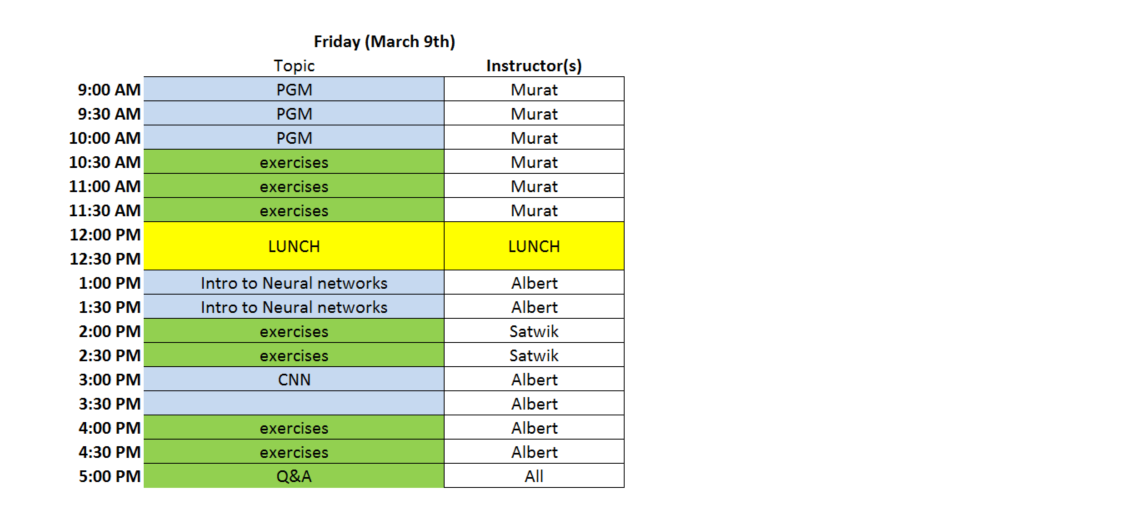 Friday (March 9th)
Topic Instructor(s)
9:00 AM PGM Murat
9:30 AM PGM Murat
10:00 AM PGM Murat
10:30 AM exercises Murat
11:00 AM exercises Murat
11:30 AM exercises Murat
12:00 PM
LUNCH LUNCH
12:30 PM
1:00 PM Intro to Neural networks Albert
1:30 PM Intro to Neural networks Albert
2:00 PM exercises Satwik
2:30 PM exercises Satwik
3:00 PM CNN Albert
3:30 PM Albert
4:00 PM exercises Albert
4:30 PM exercises Albert
5:00 PM Q&A All